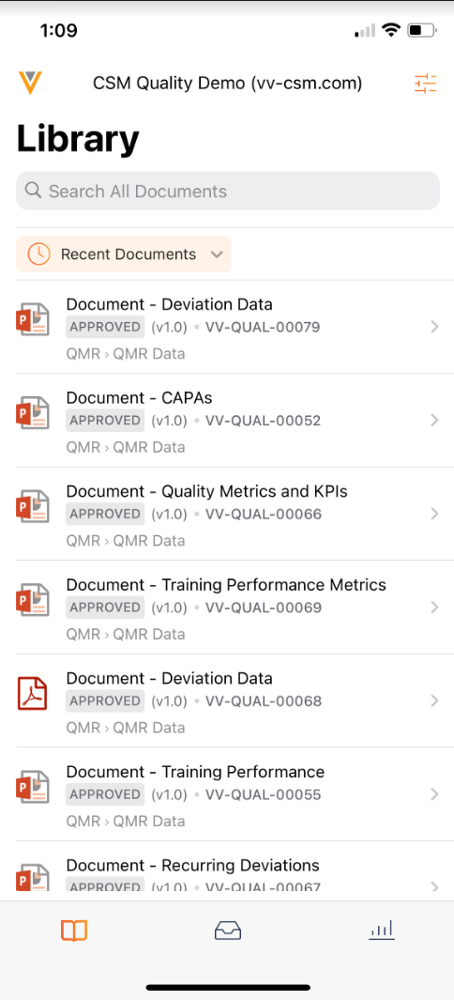 1:09
CSM Quality Demo (vv-csm.com)
Library
Search All Documents
Recent Documents
Document - Deviation Data
APPROVED (v1.0) • VV-QUAL-00079
QMR › QMR Data
Document - CAPAs
APPROVED (v1.0) • VV-QUAL-00052
QMR › QMR Data
Document - Quality Metrics and KPIs
APPROVED (v1.0) • VV-QUAL-00066
QMR › QMR Data
Document - Training Performance Metrics
APPROVED (v1.0) • VV-QUAL-00069
QMR › QMR Data
Document - Deviation Data
APPROVED (v1.0) • VV-QUAL-00068
QMR › QMR Data
Document - Training Performance
APPROVED (v1.0) • VV-QUAL-00055
QMR › QMR Data
Document - Recurring Deviations
APPROVED (v1.0) • VV-QUAL-00067